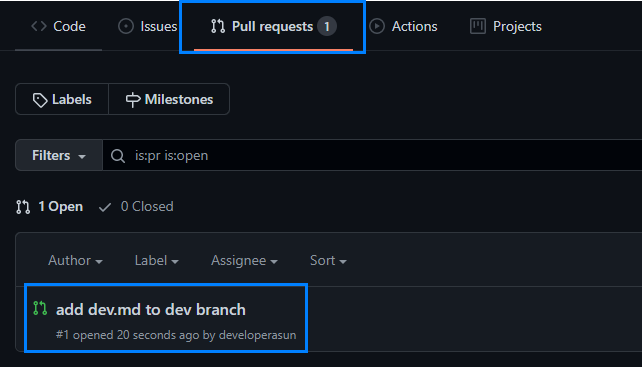 Code Issues Pull requests 1 Actions Projects
Labels Milestones
Filters is:pr is:open
1 Open 0 Closed
Author Label Assignee Sort
add dev.md to dev branch
#1 opened 20 seconds ago by developerasun